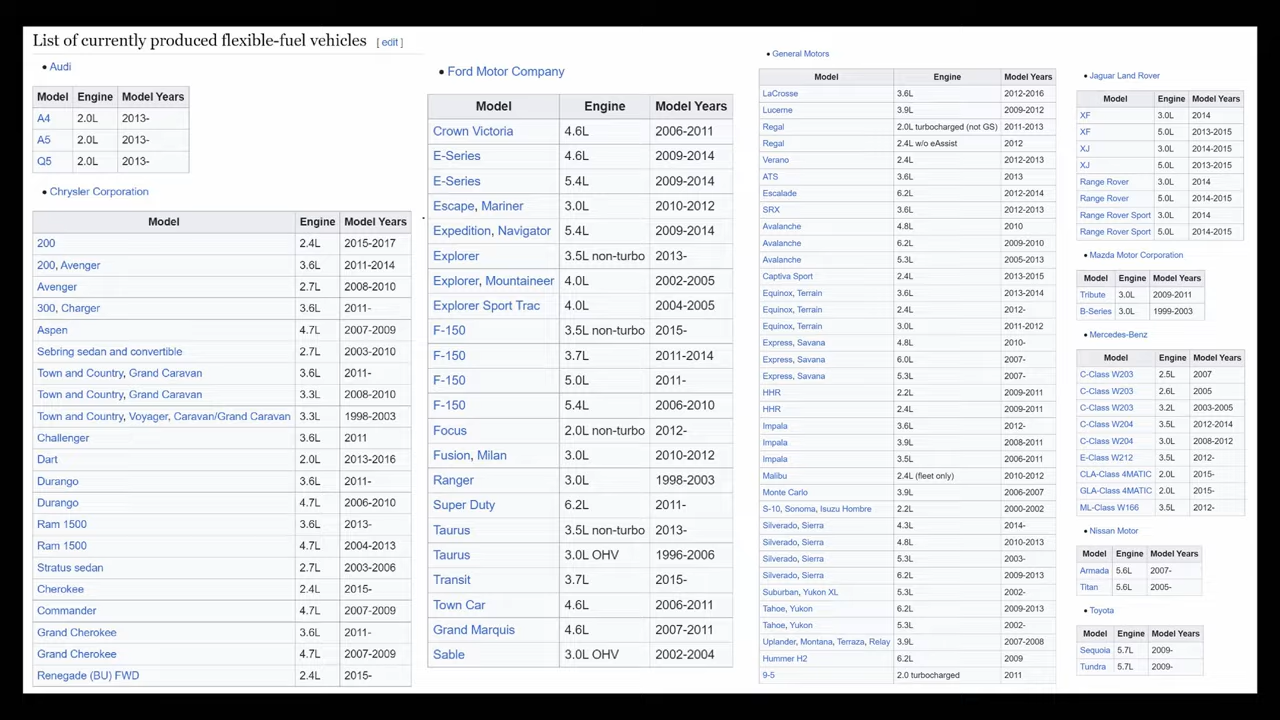 List of currently produced flexible-fuel vehicles [ edit ]
• Audi
Model Engine Model Years
A4 2.0L 2013-
A5 2.0L 2013-
Q5 2.0L 2013-
• Chrysler Corporation
Model Engine Model Years
200 2.4L 2015-2017
200, Avenger 3.6L 2011-2014
Avenger 2.7L 2008-2010
300, Charger 3.6L 2011-
Aspen 4.7L 2007-2009
Sebring sedan and convertible 2.7L 2003-2010
Town and Country, Grand Caravan 3.6L 2011-
Town and Country, Grand Caravan 3.3L 2008-2010
Town and Country, Voyager, Caravan/Grand Caravan 3.3L 1998-2003
Challenger 3.6L 2011
Dart 2.0L 2013-2016
Durango 3.6L 2011-
Durango 4.7L 2006-2010
Ram 1500 3.6L 2013-
Ram 1500 4.7L 2004-2013
Stratus sedan 2.7L 2003-2006
Cherokee 2.4L 2015-
Commander 4.7L 2007-2009
Grand Cherokee 3.6L 2011-
Grand Cherokee 4.7L 2007-2009
Renegade (BU) FWD 2.4L 2015-
• Ford Motor Company
Model Engine Model Years
Crown Victoria 4.6L 2006-2011
E-Series 4.6L 2009-2014
E-Series 5.4L 2009-2014
Escape, Mariner 3.0L 2010-2012
Expedition, Navigator 5.4L 2009-2014
Explorer 3.5L non-turbo 2013-
Explorer, Mountaineer 4.0L 2002-2005
Explorer Sport Trac 4.0L 2004-2005
F-150 3.5L non-turbo 2015-
F-150 3.7L 2011-2014
F-150 5.0L 2011-
F-150 5.4L 2006-2010
Focus 2.0L non-turbo 2012-
Fusion, Milan 3.0L 2010-2012
Ranger 3.0L 1998-2003
Super Duty 6.2L 2011-
Taurus 3.5L non-turbo 2013-
Taurus 3.0L OHV 1996-2006
Transit 3.7L 2015-
Town Car 4.6L 2006-2011
Grand Marquis 4.6L 2007-2011
Sable 3.0L OHV 2002-2004
• General Motors
Model Engine Model Years
LaCrosse 3.6L 2012-2016
Lucerne 3.9L 2009-2012
Regal 2.0L turbocharged (not GS) 2011-2013
Regal 2.4L w/o eAssist 2012
Verano 2.4L 2012-2013
ATS 3.6L 2013
Escalade 6.2L 2012-2014
SRX 3.6L 2012-2013
Avalanche 4.8L 2010
Avalanche 6.2L 2009-2010
Avalanche 5.3L 2005-2013
Captiva Sport 2.4L 2013-2015
Equinox, Terrain 3.6L 2013-2014
Equinox, Terrain 2.4L 2012-
Equinox, Terrain 3.0L 2011-2012
Express, Savana 4.8L 2010-
Express, Savana 6.0L 2007-
Express, Savana 5.3L 2007-
HHR 2.2L 2009-2011
HHR 2.4L 2009-2011
Impala 3.6L 2012-
Impala 3.9L 2008-2011
Impala 3.5L 2006-2011
Malibu 2.4L (fleet only) 2010-2012
Monte Carlo 3.9L 2006-2007
S-10, Sonoma, Isuzu Hombre 2.2L 2000-2002
Silverado, Sierra 4.3L 2014-
Silverado, Sierra 4.8L 2010-2013
Silverado, Sierra 5.3L 2003-
Silverado, Sierra 6.2L 2009-2013
Suburban, Yukon XL 5.3L 2002-
Tahoe, Yukon 6.2L 2009-2013
Tahoe, Yukon 5.3L 2002-
Uplander, Montana, Terraza, Relay 3.9L 2007-2008
Hummer H2 6.2L 2009
9-5 2.0 turbocharged 2011
• Jaguar Land Rover
Model Engine Model Years
XF 3.0L 2014
XF 5.0L 2013-2015
XJ 3.0L 2014-2015
XJ 5.0L 2013-2015
Range Rover 3.0L 2014
Range Rover 5.0L 2014-2015
Range Rover Sport 3.0L 2014
Range Rover Sport 5.0L 2014-2015
• Mazda Motor Corporation
Model Engine Model Years
Tribute 3.0L 2009-2011
B-Series 3.0L 1999-2003
• Mercedes-Benz
Model Engine Model Years
C-Class W203 2.5L 2007
C-Class W203 2.6L 2005
C-Class W203 3.2L 2003-2005
C-Class W204 3.5L 2012-2014
C-Class W204 3.0L 2008-2012
E-Class W212 3.5L 2012-
CLA-Class 4MATIC 2.0L 2015-
GLA-Class 4MATIC 2.0L 2015-
ML-Class W166 3.5L 2012-
• Nissan Motor
Model Engine Model Years
Armada 5.6L 2007-
Titan 5.6L 2005-
• Toyota
Model Engine Model Years
Sequoia 5.7L 2009-
Tundra 5.7L 2009-